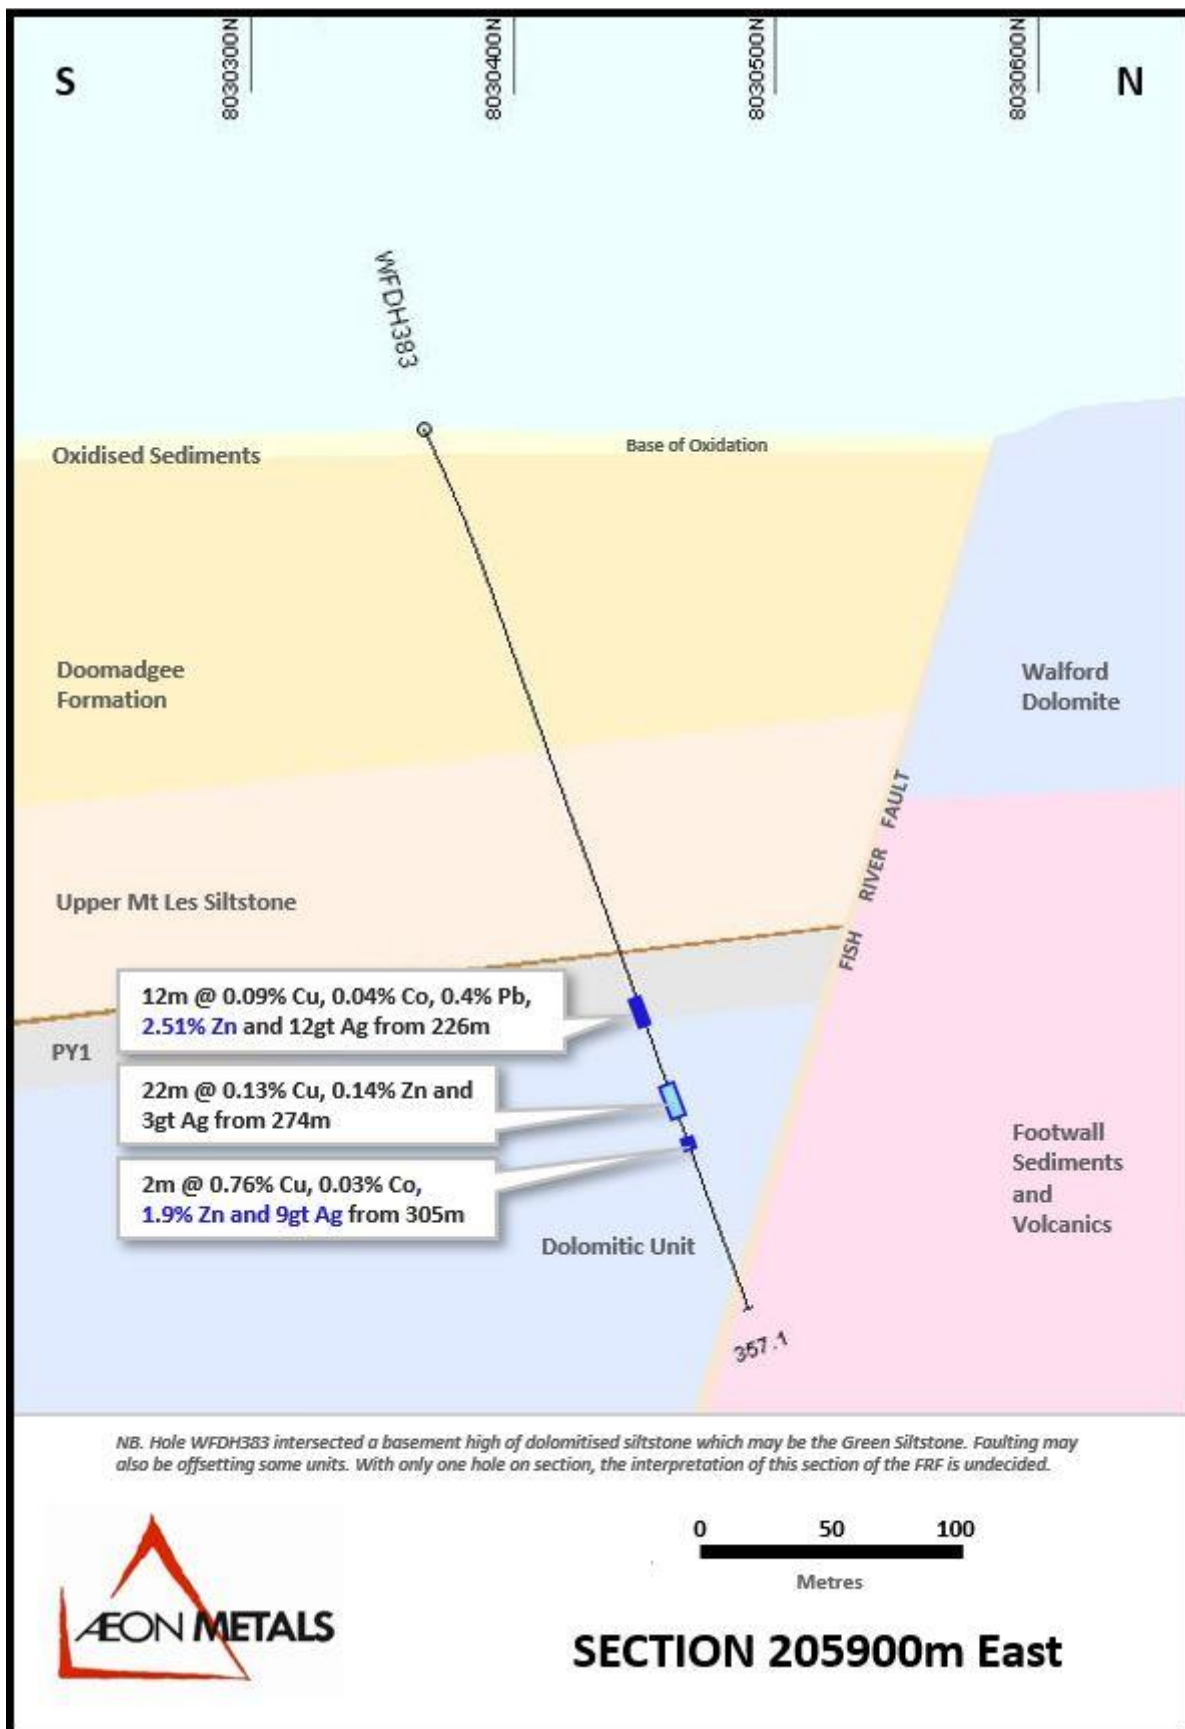 8030300N
8030400N
8030500N
8030600N
S
N
WFDH383
Oxidised Sediments
Base of Oxidation
Doomadgee
Formation
Walford
Dolomite
FISH RIVER FAULT
Upper Mt Les Siltstone
12m @ 0.09% Cu, 0.04% Co, 0.4% Pb,
2.51% Zn and 12gt Ag from 226m
PY1
22m @ 0.13% Cu, 0.14% Zn and
3gt Ag from 274m
2m @ 0.76% Cu, 0.03% Co,
1.9% Zn and 9gt Ag from 305m
Footwall
Sediments
and
Volcanics
Dolomitic Unit
357.1
NB. Hole WFDH383 intersected a basement high of dolomitised siltstone which may be the Green Siltstone. Faulting may
also be offsetting some units. With only one hole on section, the interpretation of this section of the FRF is undecided.
0 50 100
Metres
ÆON METALS
SECTION 205900m East